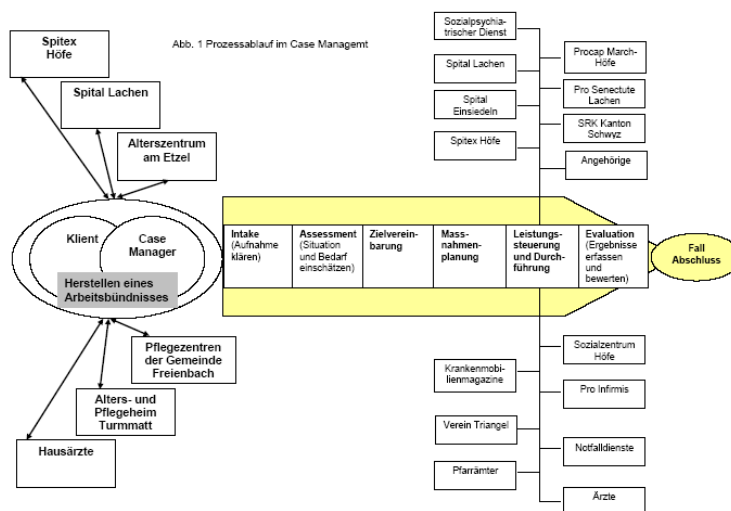 Abb. 1 Prozessablauf im Case Managemt
Spitex
Höfe
Spital Lachen
Alterszentrum
am Etzel
Klient
Case
Manager
Herstellen eines
Arbeitsbündnisses
Pflegezentren
der Gemeinde
Freienbach
Alters- und
Pflegeheim
Turmmatt
Hausärzte
Intake
(Aufnahme
klären)
Assessment
(Situation
und Bedarf
einschätzen)
Zielverein-
barung
Mass-
nahmen-
planung
Leistungs-
steuerung
und Durch-
führung
Evaluation
(Ergebnisse
erfassen
und
bewerten)
Fall
Abschluss
Sozialpsychia-
trischer Dienst
Spital Lachen
Spital
Einsiedeln
Spitex Höfe
Procap March-
Höfe
Pro Senectute
Lachen
SRK Kanton
Schwyz
Angehörige
Krankenmobi-
lienmagazine
Verein Triangel
Pfarrämter
Sozialzentrum
Höfe
Pro Infirmis
Notfalldienste
Ärzte